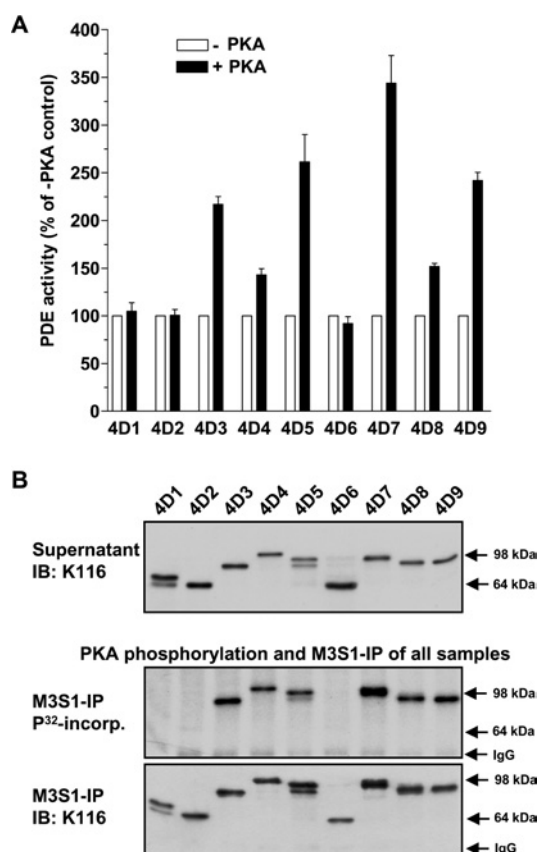 A
- PKA
+ PKA
PDE activity (% of -PKA control)
400
350
300
250
200
150
100
50
0
4D1 4D2 4D3 4D4 4D5 4D6 4D7 4D8 4D9
B
4D1 4D2 4D3 4D4 4D5 4D6 4D7 4D8 4D9
Supernatant
IB: K116
98 kDa
64 kDa
PKA phosphorylation and M3S1-IP of all samples
M3S1-IP
P³²-incorp.
98 kDa
64 kDa
IgG
M3S1-IP
IB: K116
98 kDa
64 kDa
IgG